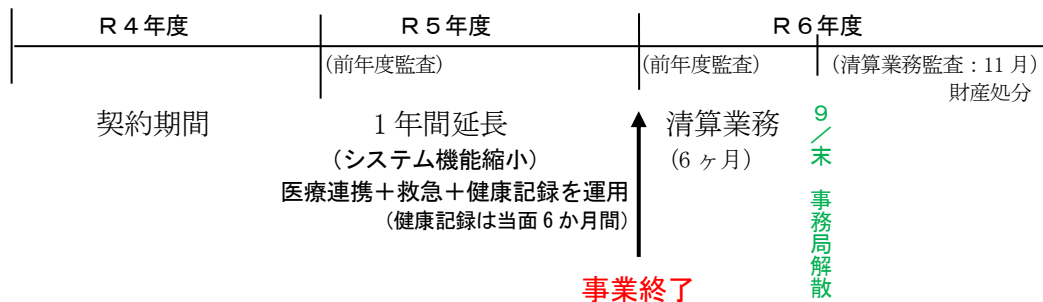 Ｒ４年度
Ｒ５年度
Ｒ６年度
(前年度監査)
(前年度監査)
(清算業務監査：11 月)
財産処分
契約期間
１年間延長
(システム機能縮小)
医療連携＋救急＋健康記録を運用
(健康記録は当面 6 か月間)
清算業務
(6 ヶ月)
９／末　事務局解散
事業終了